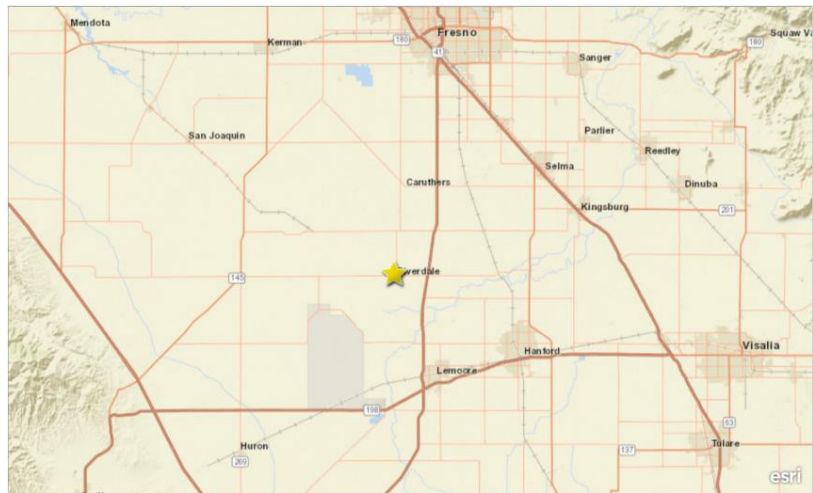 Mendota
Fresno
Squaw Va
Kerman
180
180
41
Sanger
San Joaquin
Parlier
Reedley
Selma
Caruthers
Dinuba
Kingsburg
201
verdale
145
Hanford
Visalia
Lemoore
198
63
Huron
Tulare
137
269
esri